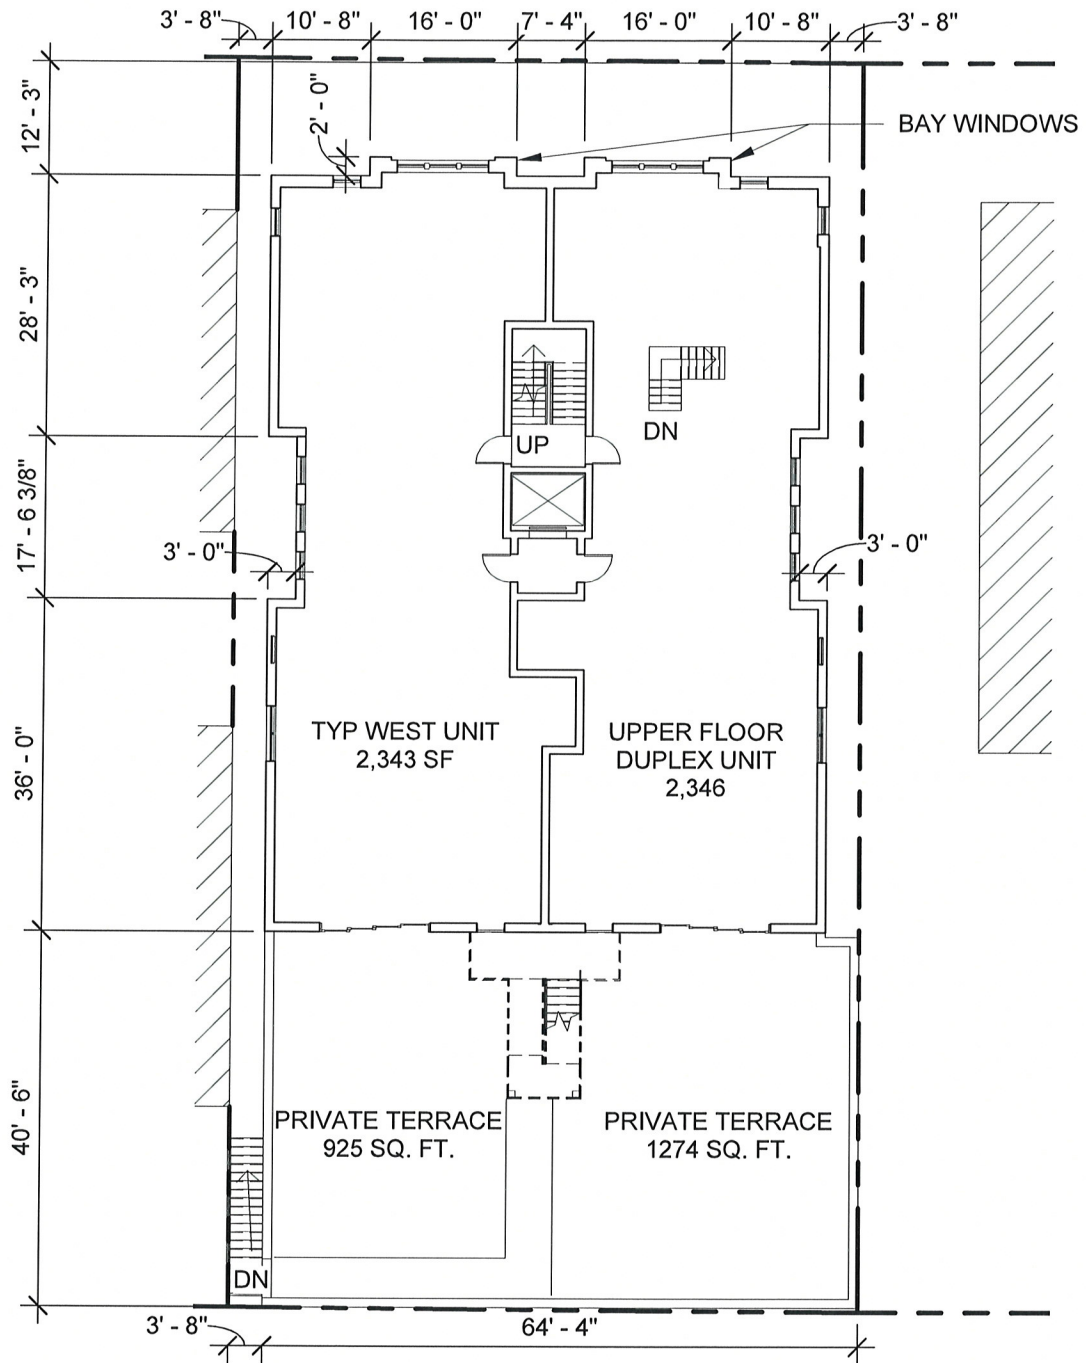 3' - 8"
10' - 8"
16' - 0"
7' - 4"
16' - 0"
10' - 8"
3' - 8"
12' - 3"
2' - 0"
BAY WINDOWS
28' - 3"
UP
DN
17' - 6 3/8"
3' - 0"
3' - 0"
36' - 0"
TYP WEST UNIT
2,343 SF
UPPER FLOOR
DUPLEX UNIT
2,346
40' - 6"
PRIVATE TERRACE
925 SQ. FT.
PRIVATE TERRACE
1274 SQ. FT.
DN
3' - 8"
64' - 4"